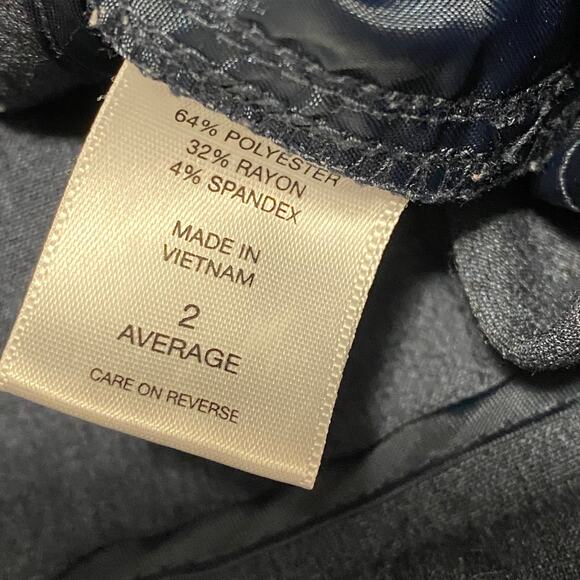 64% POLYESTER
32% RAYON
4% SPANDEX
MADE IN
VIETNAM
2
AVERAGE
CARE ON REVERSE